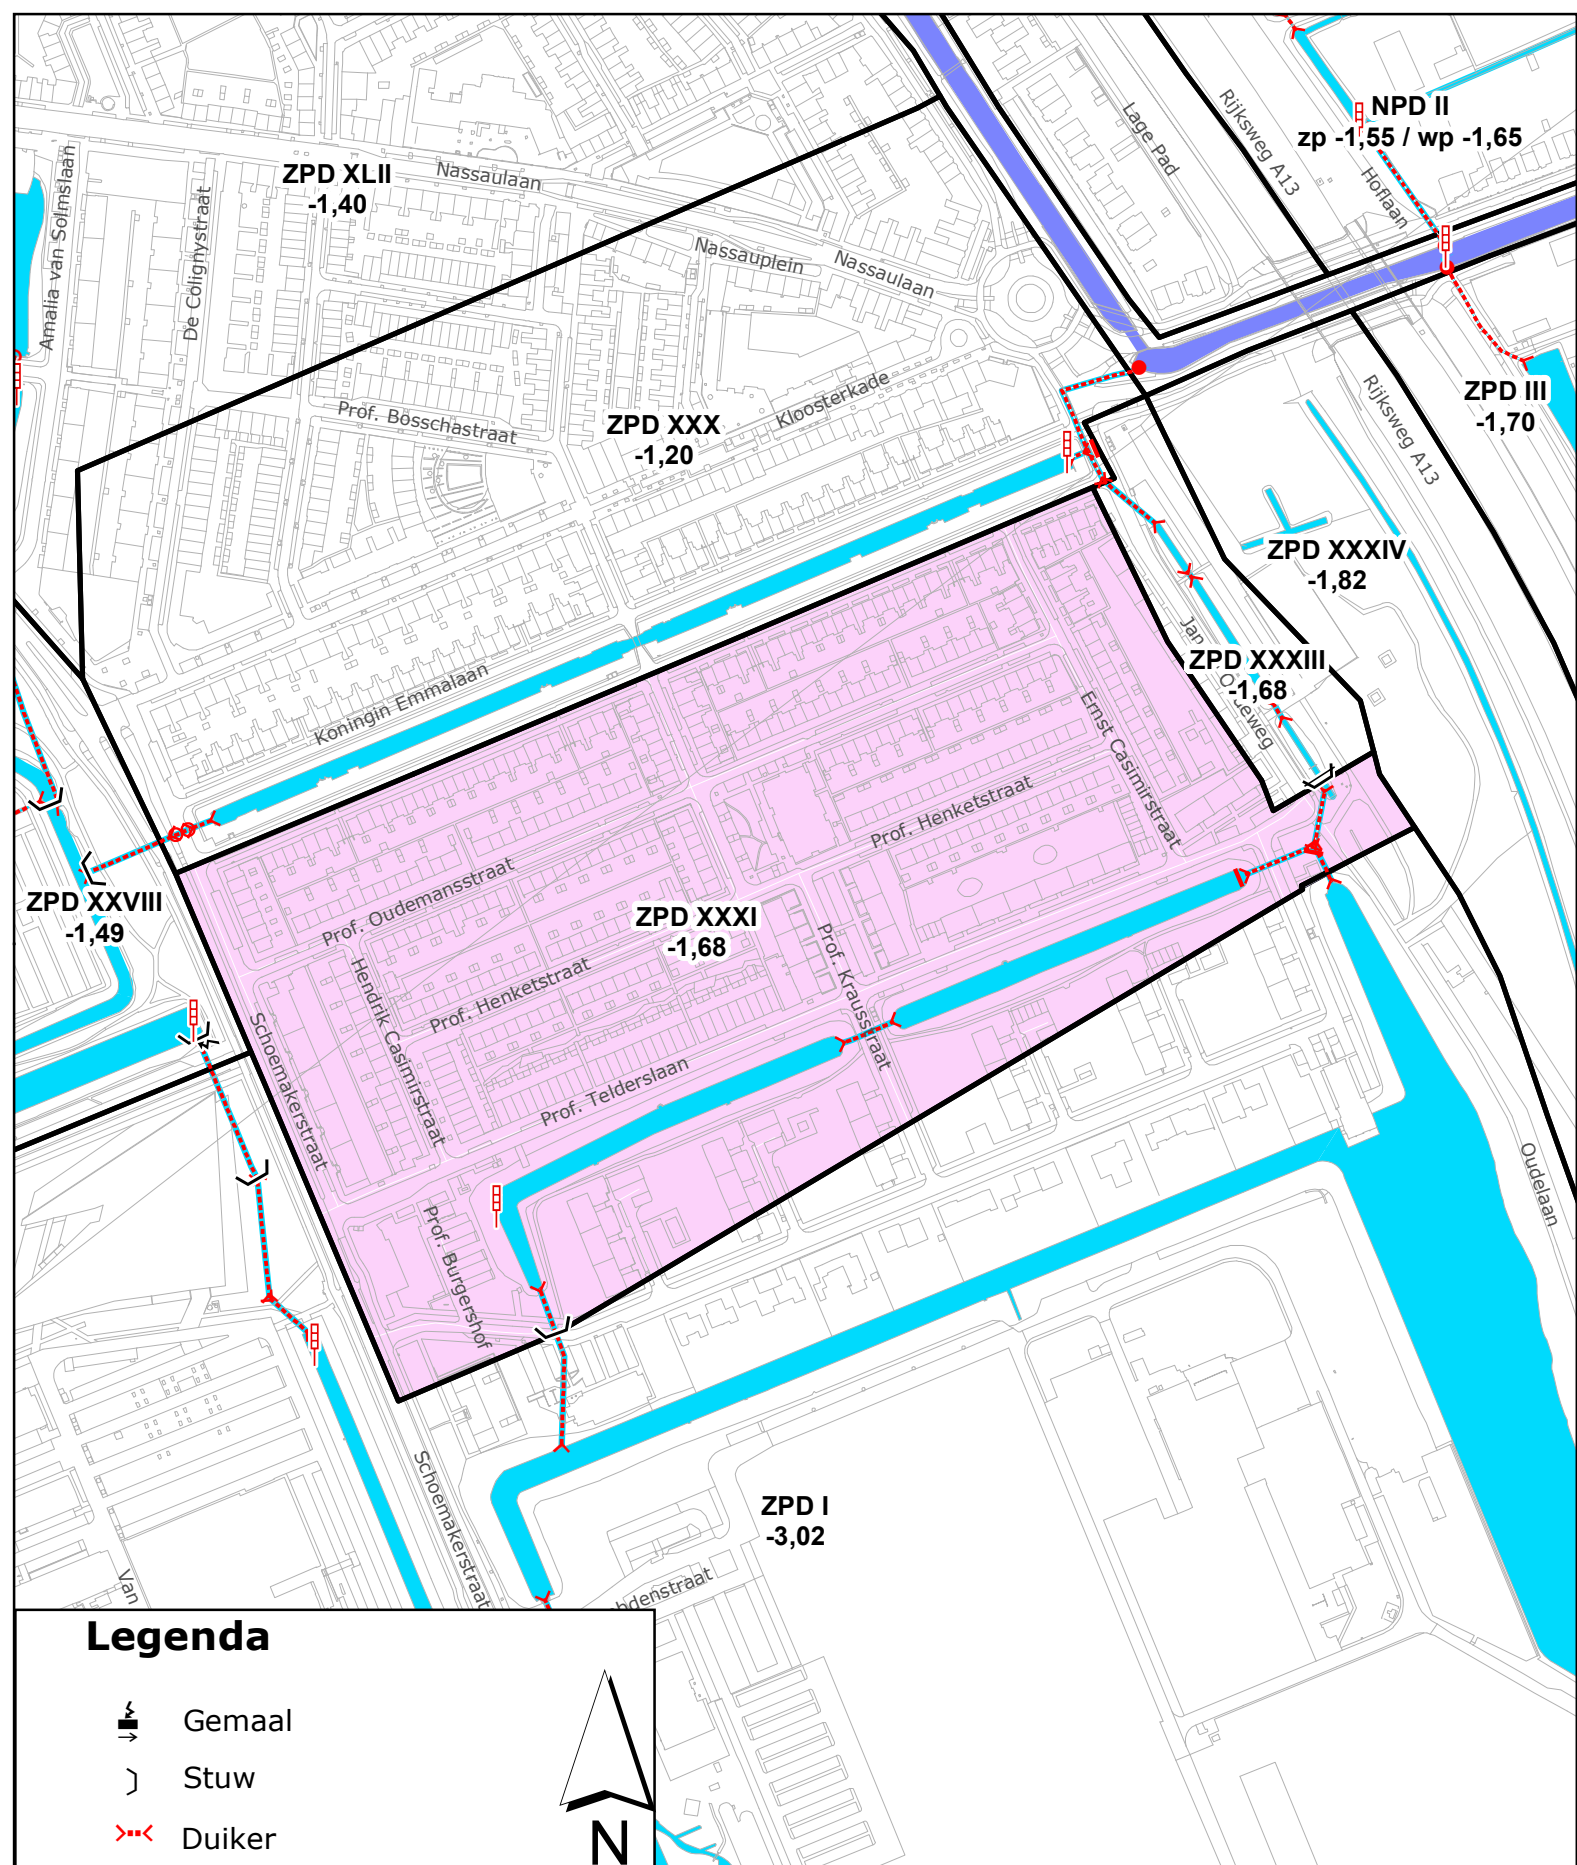 NPD II
zp -1,55 / wp -1,65
Lage Pad
Rijksweg A13
Hoflaan
ZPD XLII
-1,40
Nassaulaan
Amalia van Solmslaan
De Colignystraat
Nassauplein
Nassaulaan
Prof. Bosschastraat
ZPD XXX
-1,20
Kloosterkade
Rijksweg A13
ZPD III
-1,70
ZPD XXXIV
-1,82
Jan
Koningin Emmalaan
ZPD XXXIII
-1,68
Ernst Casimirstraat
Prof. Henketstraat
ZPD XXVIII
-1,49
Prof. Oudemansstraat
ZPD XXXI
-1,68
Prof. Krausstraat
Hendrik Casimirstraat
Prof. Henketstraat
Schoemakerstraat
Prof. Telderslaan
Oudelaan
Prof. Burgershof
Schoemakerstraat
ZPD I
-3,02
Van
bdenstraat
Legenda
Gemaal
Stuw
Duiker
N